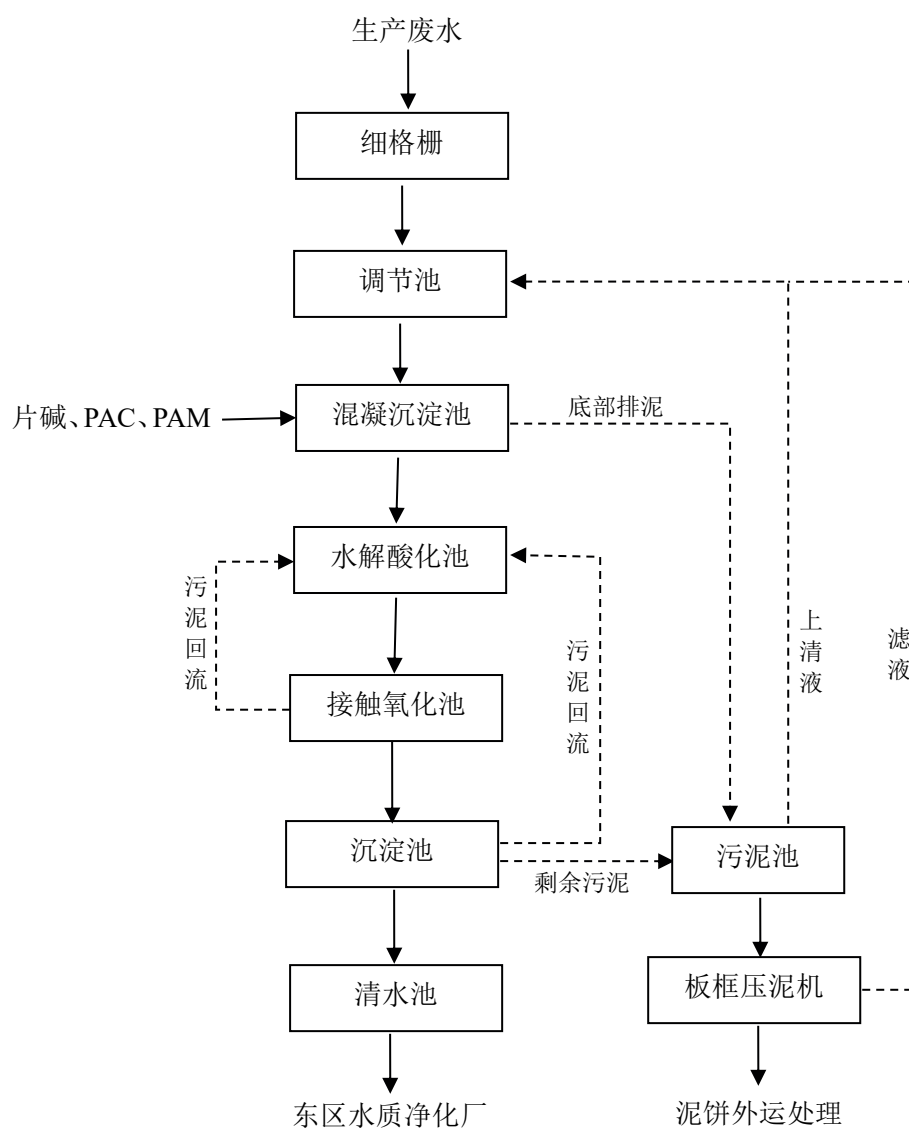 生产废水
细格栅
调节池
片碱、PAC、PAM
混凝沉淀池
底部排泥
水解酸化池
污泥回流
污泥回流
上清液
滤液
接触氧化池
沉淀池
剩余污泥
污泥池
清水池
板框压泥机
东区水质净化厂
泥饼外运处理